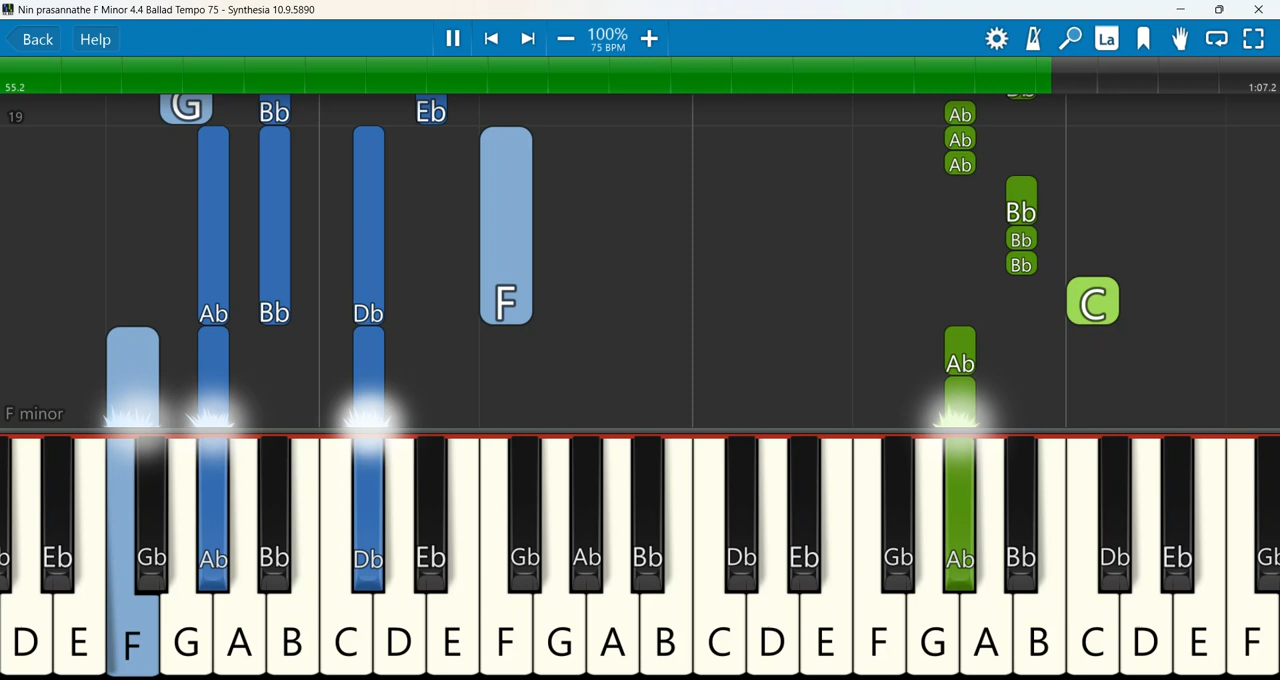 Nin prasannathe F Minor 4.4 Ballad Tempo 75 - Synthesia 10.9.5890
Back Help 100% La
75 BPM
55.2 1:07.2
19 G Bb Eb Ab
Ab
Ab
Bb
Bb
Bb
Ab Bb Db F C
Ab
F minor
Eb Gb Ab Bb Db Eb Gb Ab Bb Db Eb Gb Ab Bb Db Eb
D E F G A B C D E F G A B C D E F G A B C D E F